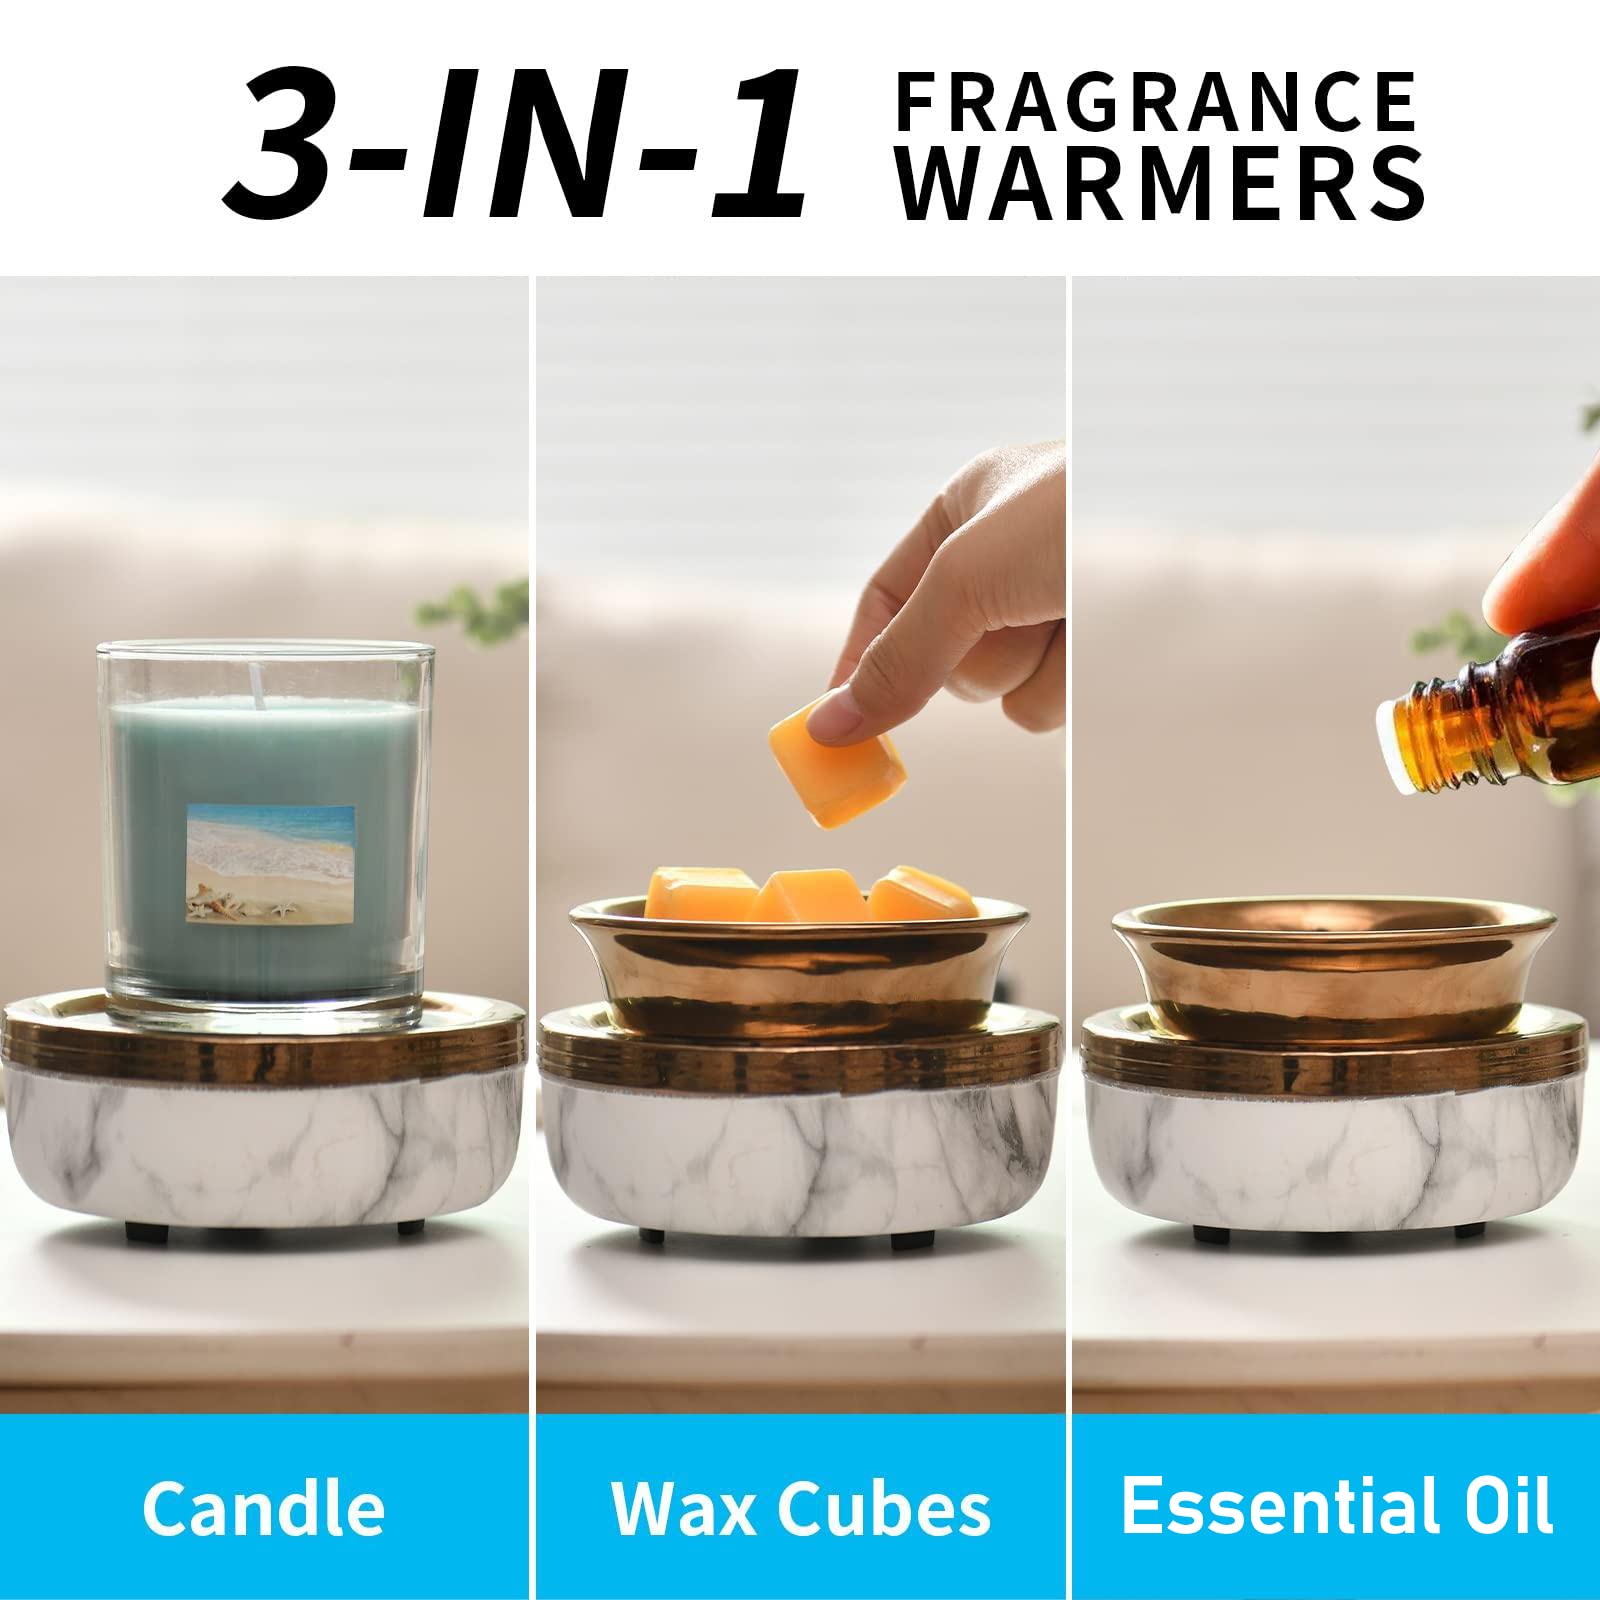 3-IN-1
FRAGRANCE
WARMERS
Candle
Wax Cubes
Essential Oil